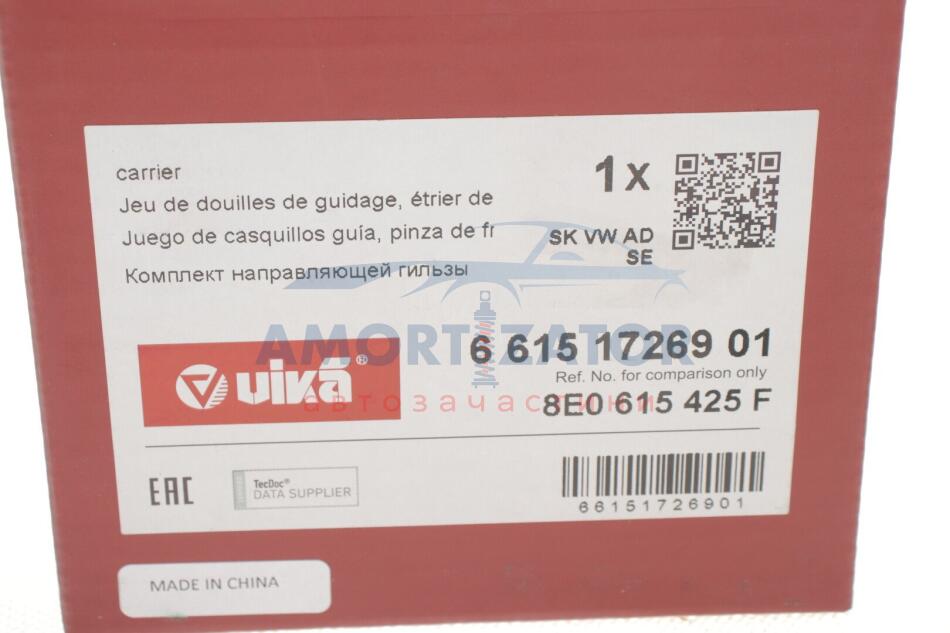 carrier
Jeu de douilles de guidage, étrier de
Juego de casquillos guía, pinza de fr
Комплект направляющей гильзы
1x
SK VW AD
SE
AMORTIZATOR
автозачастини
vika®
6 615 17269 01
Ref. No. for comparison only
8E0 615 425 F
EAC
TecDoc®
DATA SUPPLIER
66151726901
MADE IN CHINA